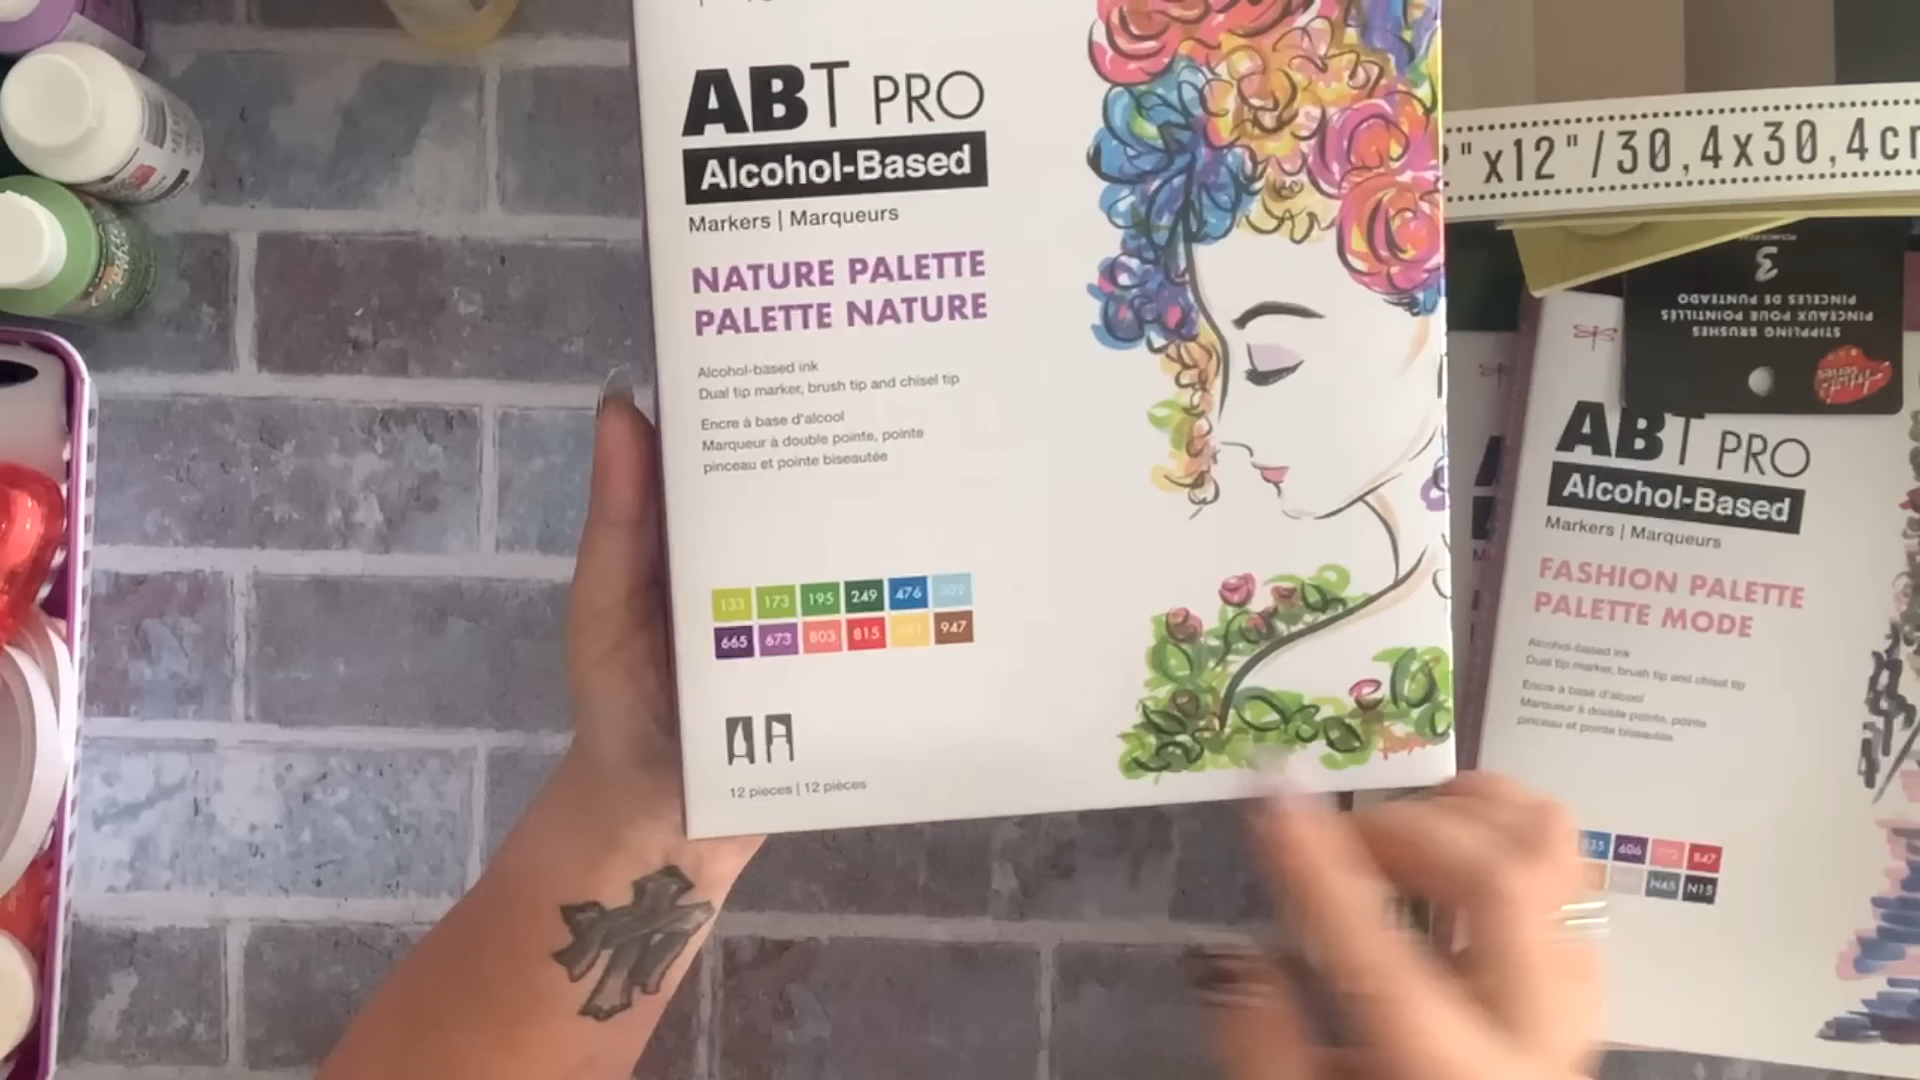 ABT PRO
Alcohol-Based
Markers | Marqueurs
NATURE PALETTE
PALETTE NATURE
Alcohol-based ink
Dual tip marker, brush tip and chisel tip
Encre à base d'alcool
Marqueur à double pointe, pointe
pinceau et pointe biseautée
133 173 195 249 476
665 673 803 815 947
12 pieces | 12 pièces
"x12"/30,4x30,4cm
3
STIPPLING BRUSHES
PINCEAUX POUR POINTILLÉS
PINCELES DE PUNTEADO
ABT PRO
Alcohol-Based
Markers | Marqueurs
FASHION PALETTE
PALETTE MODE
Alcohol-based ink
Dual tip marker, brush tip and chisel tip
Encre à base d'alcool
Marqueur à double pointe, pointe
pinceau et pointe biseautée
535 606 847
N45 N15